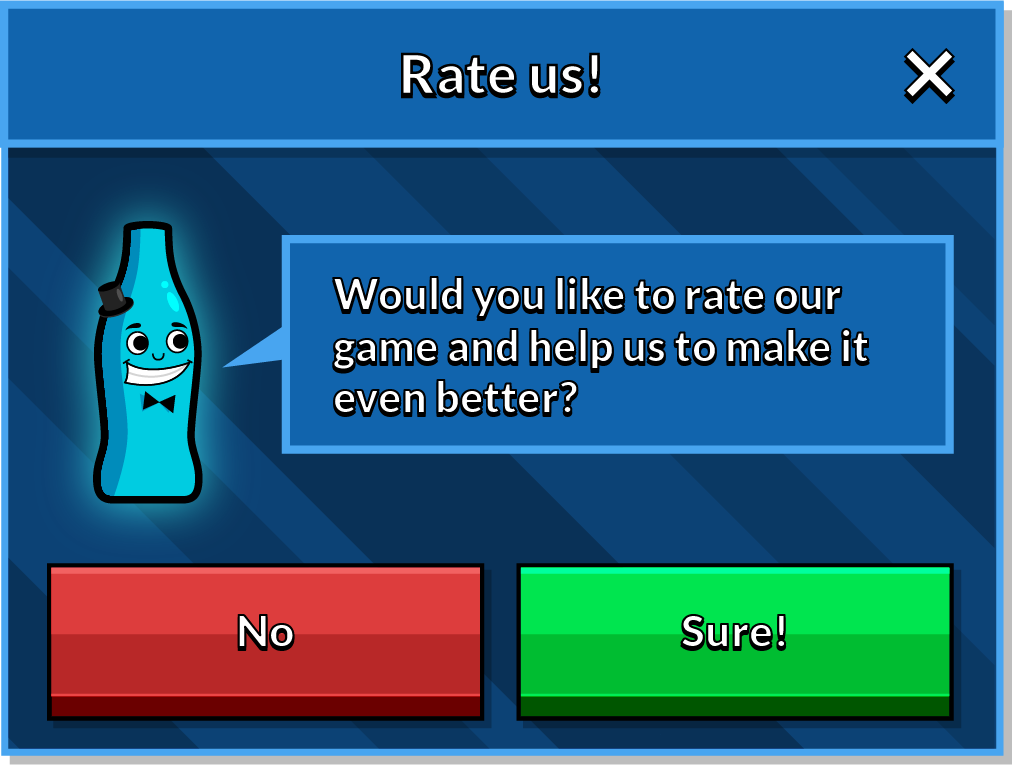 Rate us!
Would you like to rate our
game and help us to make it
even better?
No
Sure!